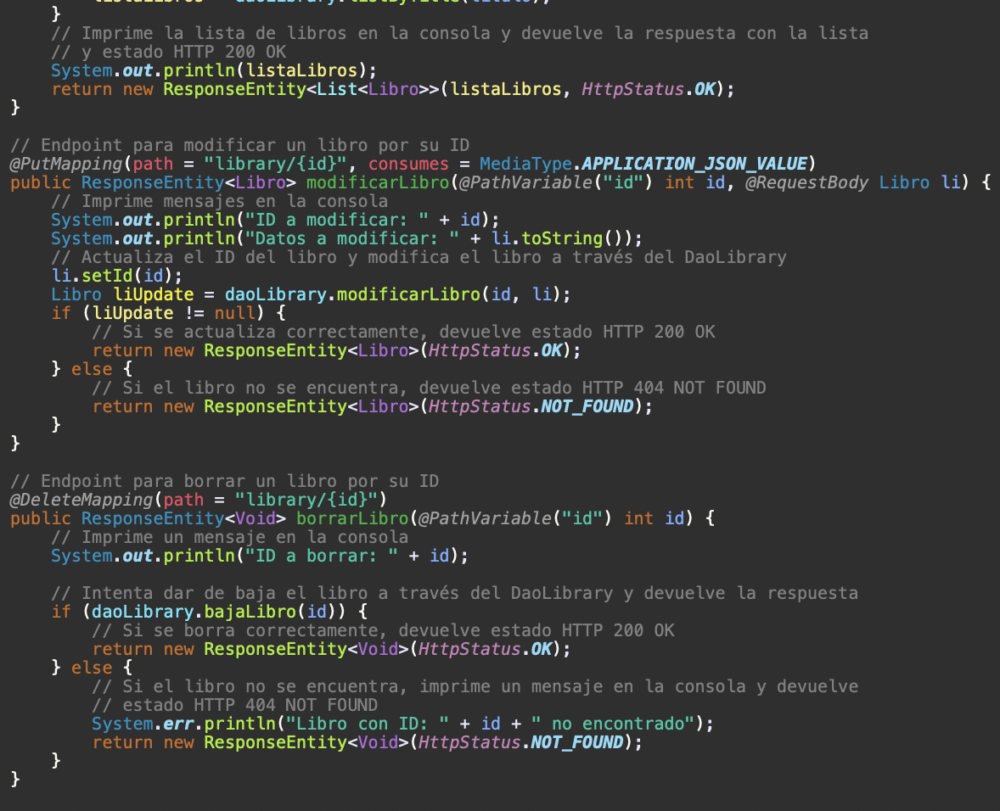 }
// Imprime la lista de libros en la consola y devuelve la respuesta con la lista
// y estado HTTP 200 OK
System.out.println(listaLibros);
return new ResponseEntity<List<Libro>>(listaLibros, HttpStatus.OK);
}
// Endpoint para modificar un libro por su ID
@PutMapping(path = "library/{id}", consumes = MediaType.APPLICATION_JSON_VALUE)
public ResponseEntity<Libro> modificarLibro(@PathVariable("id") int id, @RequestBody Libro li) {
// Imprime mensajes en la consola
System.out.println("ID a modificar: " + id);
System.out.println("Datos a modificar: " + li.toString());
// Actualiza el ID del libro y modifica el libro a través del DaoLibrary
li.setId(id);
Libro liUpdate = daoLibrary.modificarLibro(id, li);
if (liUpdate != null) {
// Si se actualiza correctamente, devuelve estado HTTP 200 OK
return new ResponseEntity<Libro>(HttpStatus.OK);
} else {
// Si el libro no se encuentra, devuelve estado HTTP 404 NOT FOUND
return new ResponseEntity<Libro>(HttpStatus.NOT_FOUND);
}
}
// Endpoint para borrar un libro por su ID
@DeleteMapping(path = "library/{id}")
public ResponseEntity<Void> borrarLibro(@PathVariable("id") int id) {
// Imprime un mensaje en la consola
System.out.println("ID a borrar: " + id);
// Intenta dar de baja el libro a través del DaoLibrary y devuelve la respuesta
if (daoLibrary.bajaLibro(id)) {
// Si se borra correctamente, devuelve estado HTTP 200 OK
return new ResponseEntity<Void>(HttpStatus.OK);
} else {
// Si el libro no se encuentra, imprime un mensaje en la consola y devuelve
// estado HTTP 404 NOT FOUND
System.err.println("Libro con ID: " + id + " no encontrado");
return new ResponseEntity<Void>(HttpStatus.NOT_FOUND);
}
}